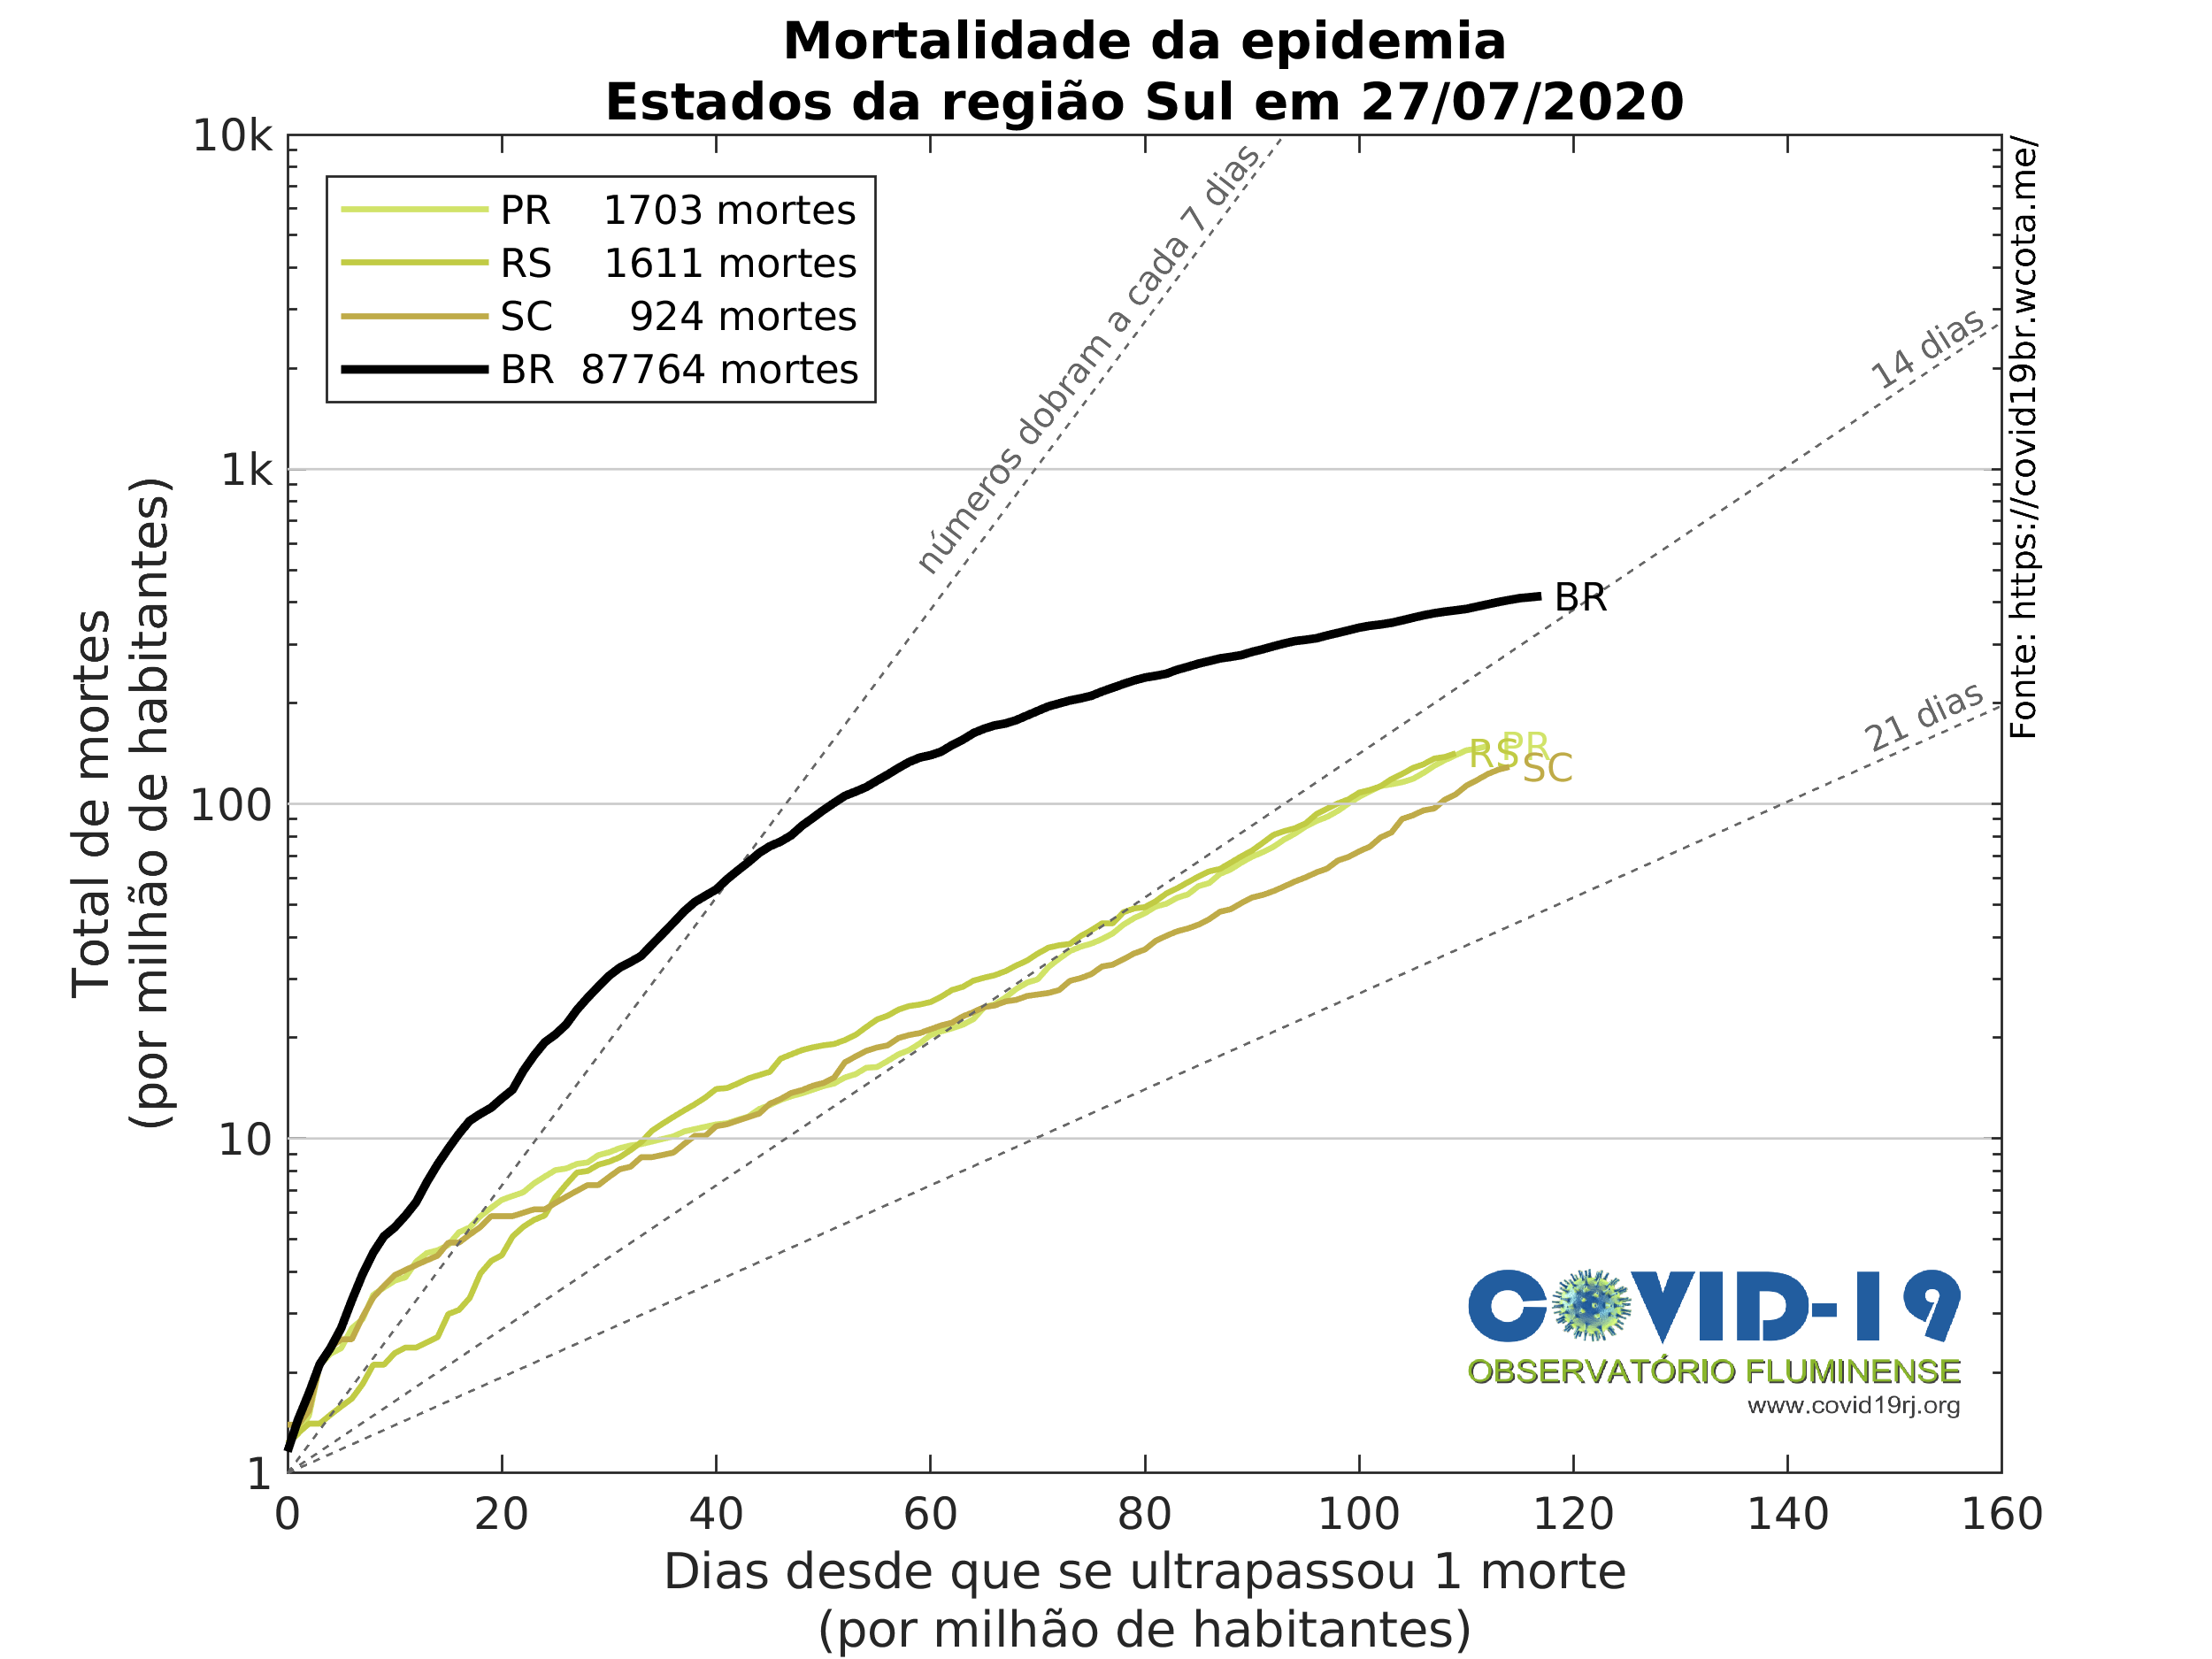 Mortalidade da epidemia
Estados da região Sul em 27/07/2020
10k
1k
100
10
1
Total de mortes
(por milhão de habitantes)
PR 1703 mortes
RS 1611 mortes
SC 924 mortes
BR 87764 mortes
números dobram a cada 7 dias
14 dias
21 dias
BR
RS
PR
SC
Fonte: https://covid19br.wcota.me/
COVID-19
OBSERVATÓRIO FLUMINENSE
www.covid19rj.org
0 20 40 60 80 100 120 140 160
Dias desde que se ultrapassou 1 morte
(por milhão de habitantes)